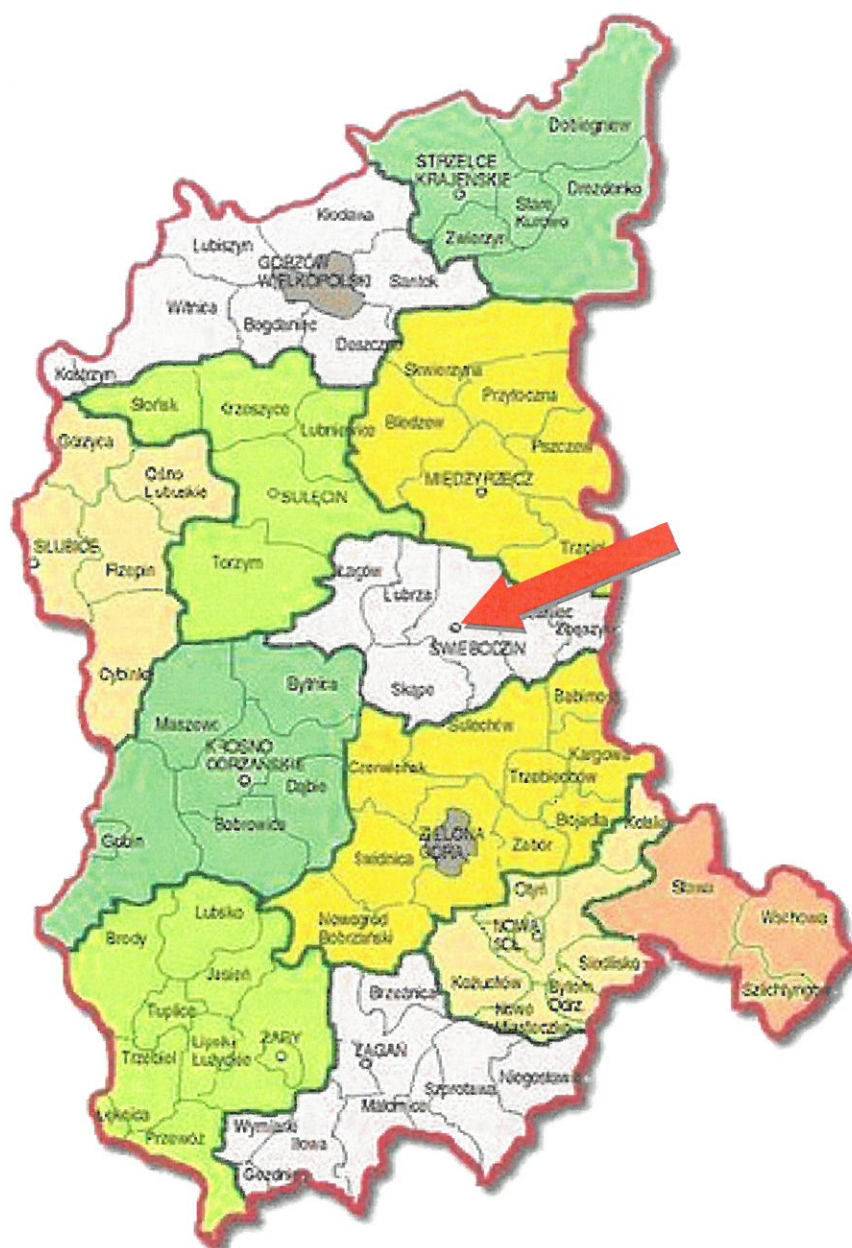 Dobiegniew
STRZELCE
KRAJEŃSKIE
Drezdenko
Stare
Kurowo
Zwierzyn
Kłodawa
Lubiszyn
GORZÓW
WIELKOPOLSKI
Santok
Witnica
Bogdaniec
Deszczno
Kostrzyn
Skwierzyna
Przytoczna
Słońsk
Krzeszyce
Bledzew
Lubniewice
Pszczew
Górzyca
Ośno
Lubuskie
MIĘDZYRZECZ
SULĘCIN
SŁUBICE
Rzepin
Torzym
Trzciel
Łagów
Lubrza
Zbąszyn
ŚWIEBODZIN
Cybinka
Skąpe
Bytnica
Babimost
Maszewo
Sulechów
KROSNO
ODRZAŃSKIE
Czerwieńsk
Kargowa
Trzebiechów
Dąbie
Bojadła
Kolsko
Gubin
Bobrowice
ZIELONA
GÓRA
Zabór
Świdnica
Otyń
Sława
Wschowa
Lubsko
Nowogród
Bobrzański
NOWA
SÓL
Brody
Siedlisko
Jasień
Kożuchów
Bytom
Odrz.
Szlichtyngowa
Brzeźnica
Nowe
Miasteczko
Tuplice
Lipinki
Łużyckie
ŻARY
Trzebiel
ŻAGAŃ
Niegosławice
Szprotawa
Małomice
Łęknica
Przewóz
Wymiarki
Iłowa
Gozdnica